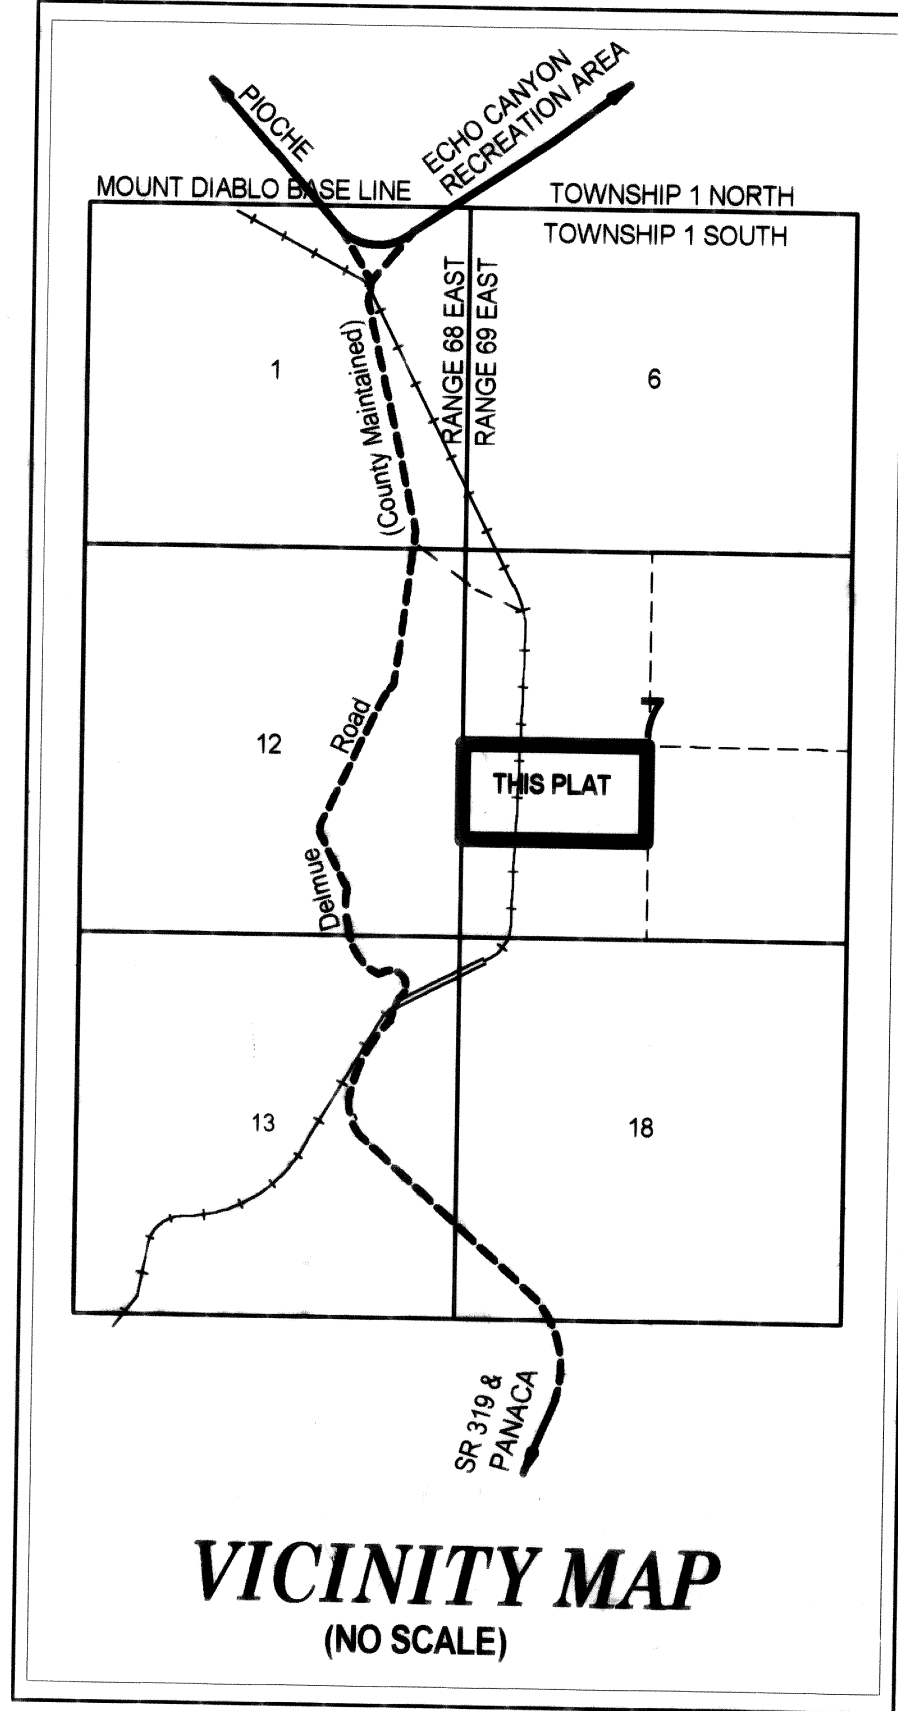 PIOCHE
ECHO CANYON
RECREATION AREA
MOUNT DIABLO BASE LINE
TOWNSHIP 1 NORTH
TOWNSHIP 1 SOUTH
RANGE 68 EAST
RANGE 69 EAST
1
6
(County Maintained)
12
Road
7
THIS PLAT
Delmue
13
18
SR 319 &
PANACA
VICINITY MAP
(NO SCALE)